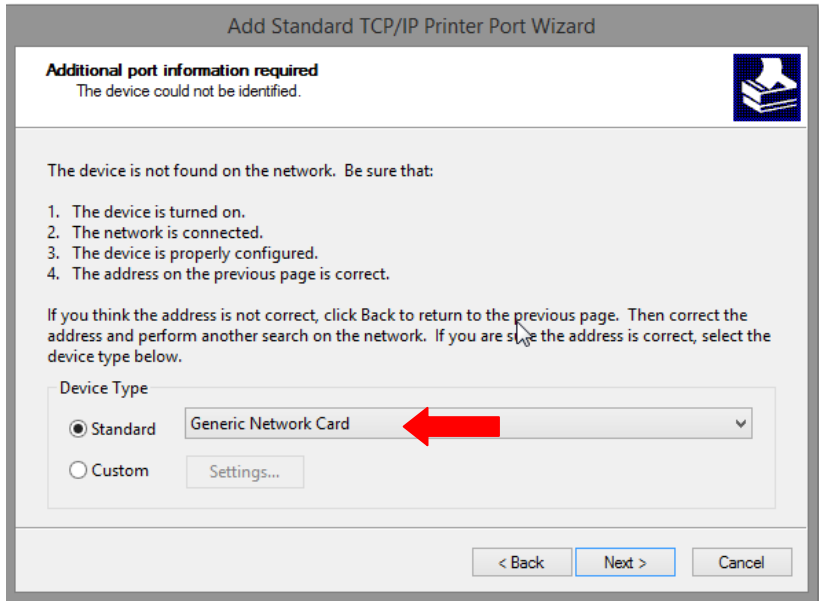 Add Standard TCP/IP Printer Port Wizard
Additional port information required
The device could not be identified.
The device is not found on the network. Be sure that:
1. The device is turned on.
2. The network is connected.
3. The device is properly configured.
4. The address on the previous page is correct.
If you think the address is not correct, click Back to return to the previous page. Then correct the
address and perform another search on the network. If you are sure the address is correct, select the
device type below.
Device Type
Standard
Generic Network Card
Custom
Settings...
< Back
Next >
Cancel